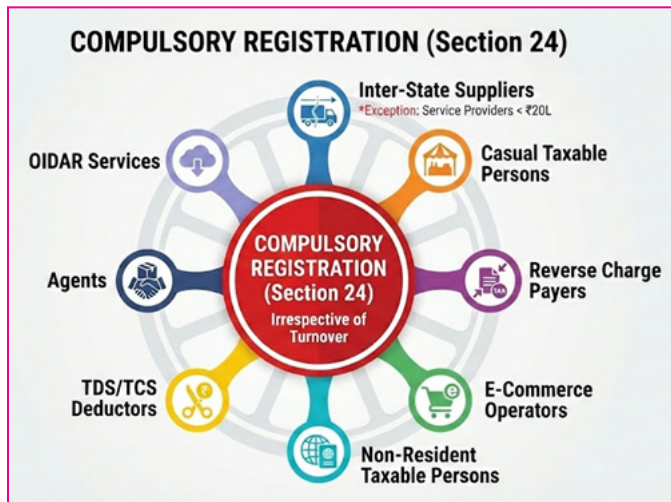 COMPULSORY REGISTRATION (Section 24)
Inter-State Suppliers
*Exception: Service Providers < ₹20L
OIDAR Services
Casual Taxable
Persons
COMPULSORY
REGISTRATION
(Section 24)
Irrespective of
Turnover
Agents
Reverse Charge
Payers
TAA
TDS/TCS
Deductors
₹
E-Commerce
Operators
e
Non-Resident
Taxable Persons